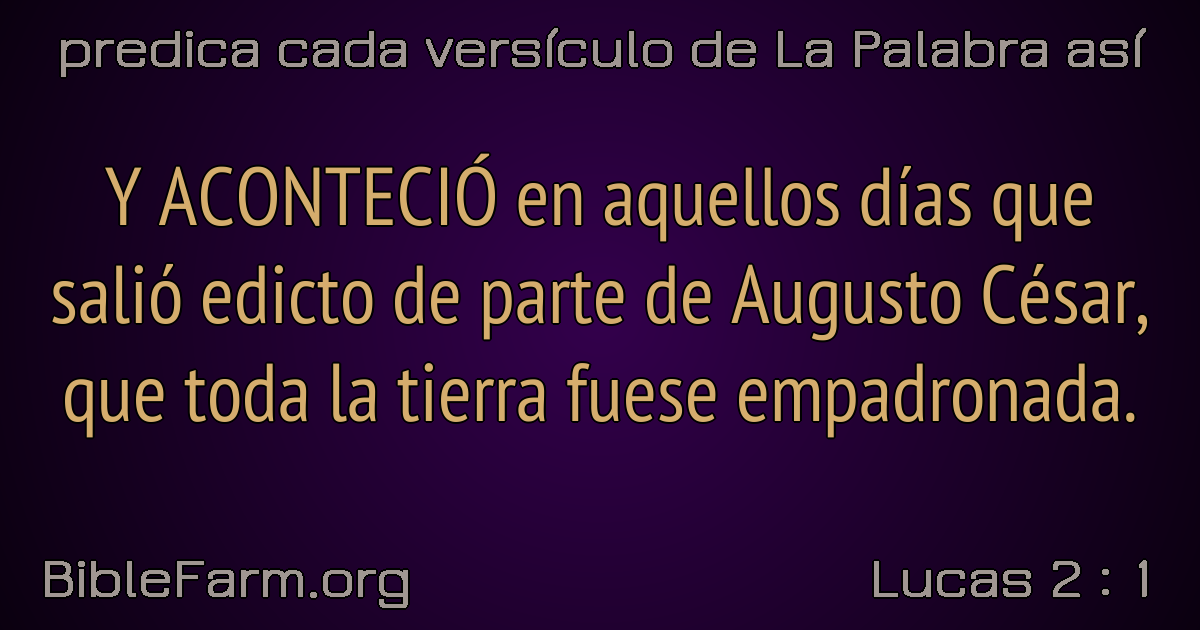 predica cada versículo de La Palabra así
Y ACONTECIÓ en aquellos días que
salió edicto de parte de Augusto César,
que toda la tierra fuese empadronada.
BibleFarm.org
Lucas 2 : 1